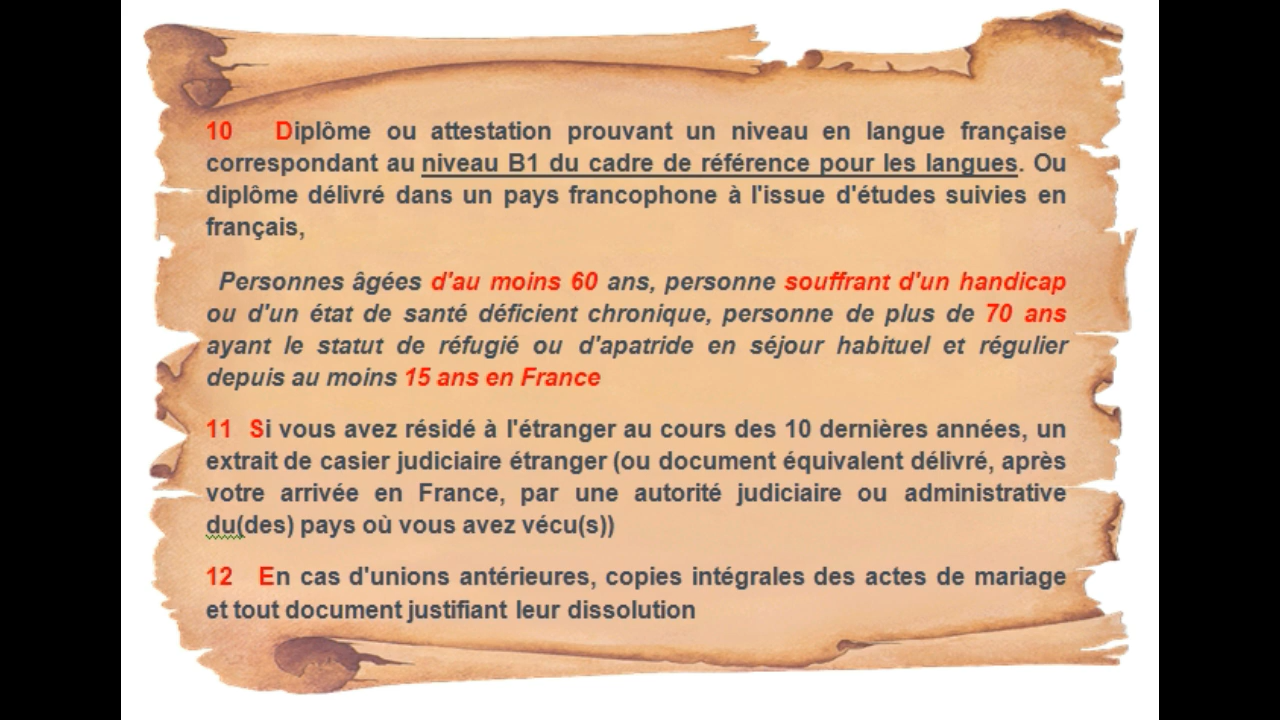 10 Diplôme ou attestation prouvant un niveau en langue française
correspondant au niveau B1 du cadre de référence pour les langues. Ou
diplôme délivré dans un pays francophone à l'issue d'études suivies en
français,
Personnes âgées d'au moins 60 ans, personne souffrant d'un handicap
ou d'un état de santé déficient chronique, personne de plus de 70 ans
ayant le statut de réfugié ou d'apatride en séjour habituel et régulier
depuis au moins 15 ans en France
11 Si vous avez résidé à l'étranger au cours des 10 dernières années, un
extrait de casier judiciaire étranger (ou document équivalent délivré, après
votre arrivée en France, par une autorité judiciaire ou administrative
du(des) pays où vous avez vécu(s))
12 En cas d'unions antérieures, copies intégrales des actes de mariage
et tout document justifiant leur dissolution